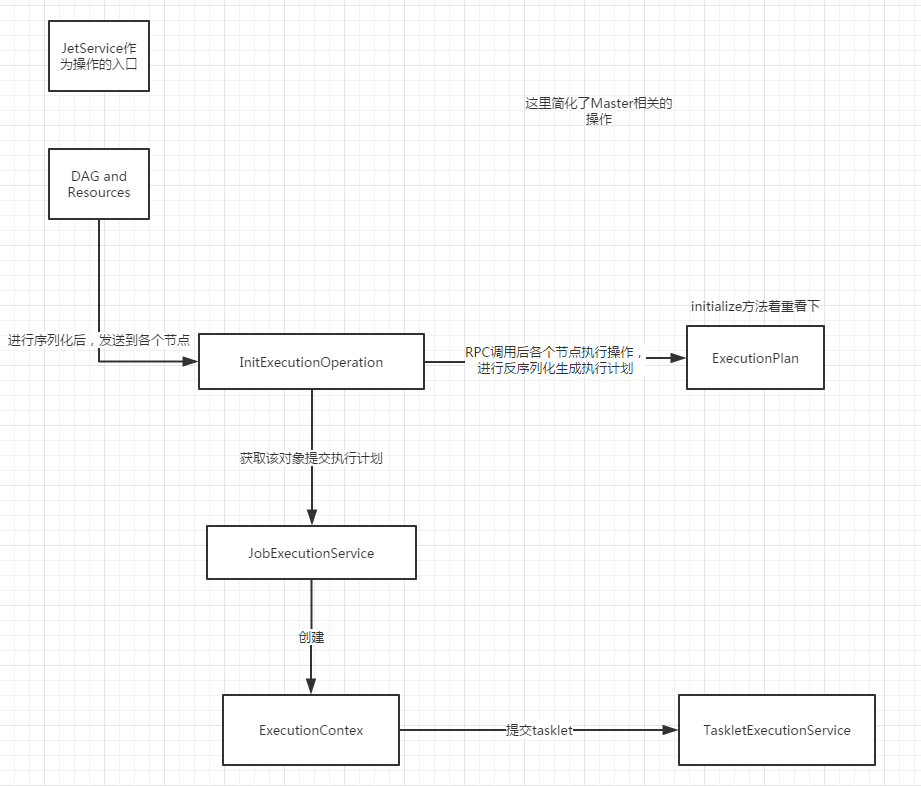 JetService作
为操作的入口
这里简化了Master相关的
操作
DAG and
Resources
initialize方法着重看下
进行序列化后，发送到各个节点
InitExecutionOperation
RPC调用后各个节点执行操作，
进行反序列化生成执行计划
ExecutionPlan
获取该对象提交执行计划
JobExecutionService
创建
ExecutionContex
提交tasklet
TaskletExecutionService